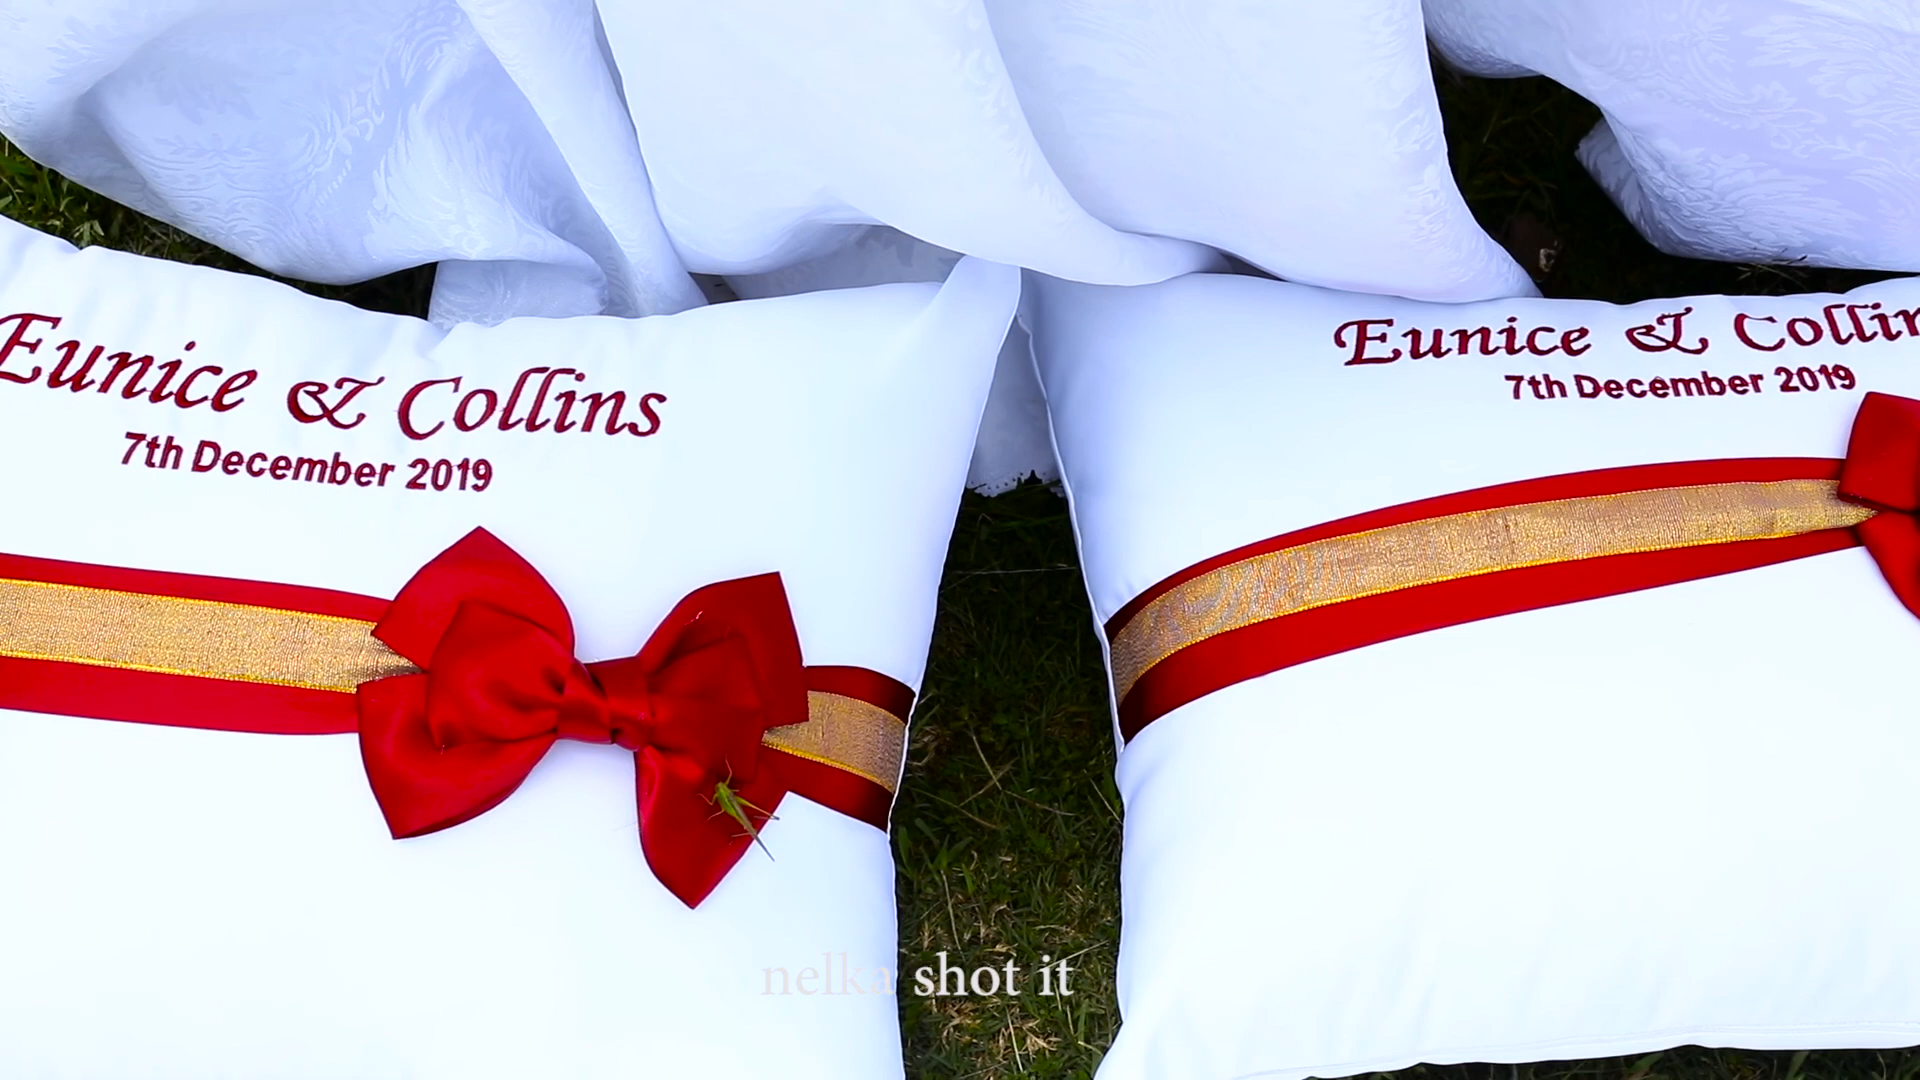 Eunice & Collins
7th December 2019
Eunice & Collin
7th December 2019
nelka shot it